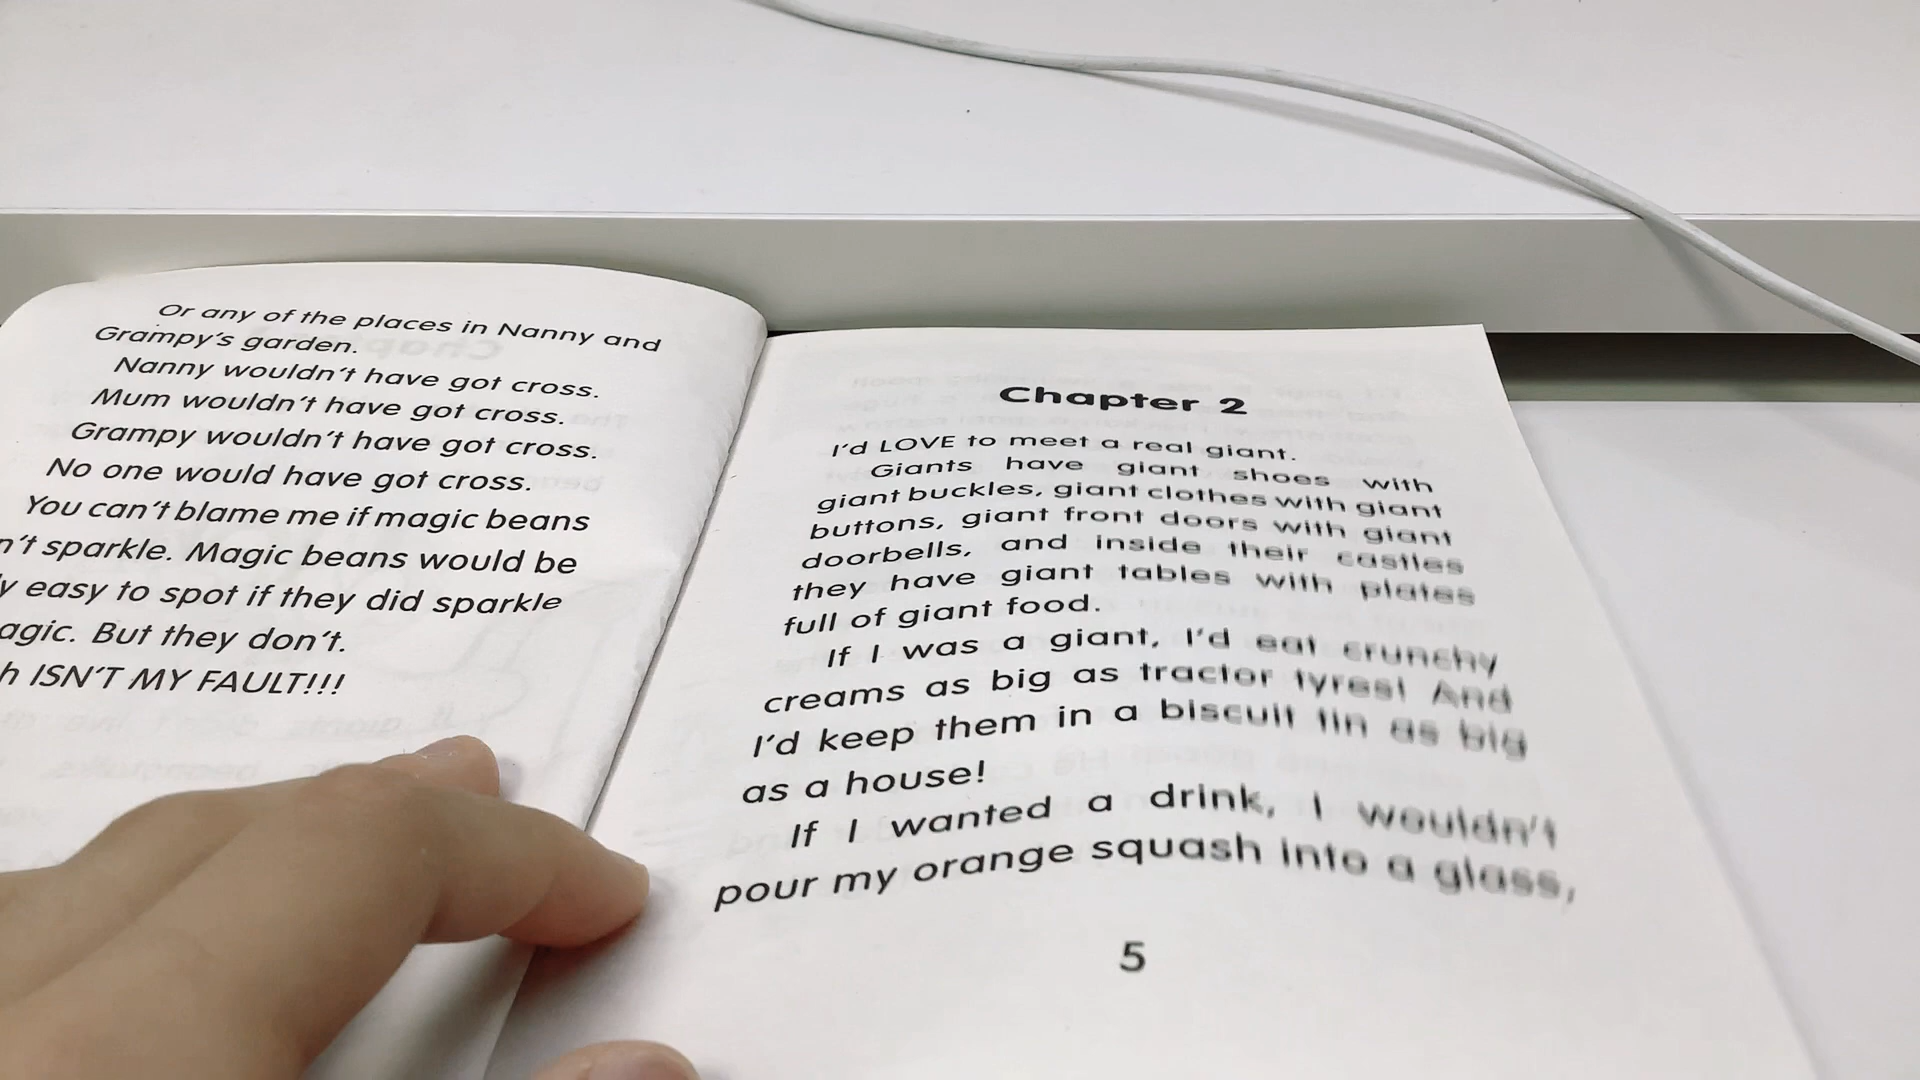 Or any of the places in Nanny and
Grampy's garden.
Nanny wouldn't have got cross.
Mum wouldn't have got cross.
Grampy wouldn't have got cross.
No one would have got cross.
You can't blame me if magic beans
sparkle. Magic beans would be
easy to spot if they did sparkle
But they don't.
ISN'T MY FAULT!!!
Chapter 2
I'd LOVE to meet a real giant.
Giants have giant shoes with
giant buckles, giant clothes with giant
buttons, giant front doors with giant
doorbells, and inside their castles
they have giant tables with plates
full of giant food.
If I was a giant, I'd eat crunchy
creams as big as tractor tyres! And
I'd keep them in a biscuit tin as big
as a house!
If I wanted a drink, I wouldn't
pour my orange squash into a glass,
5